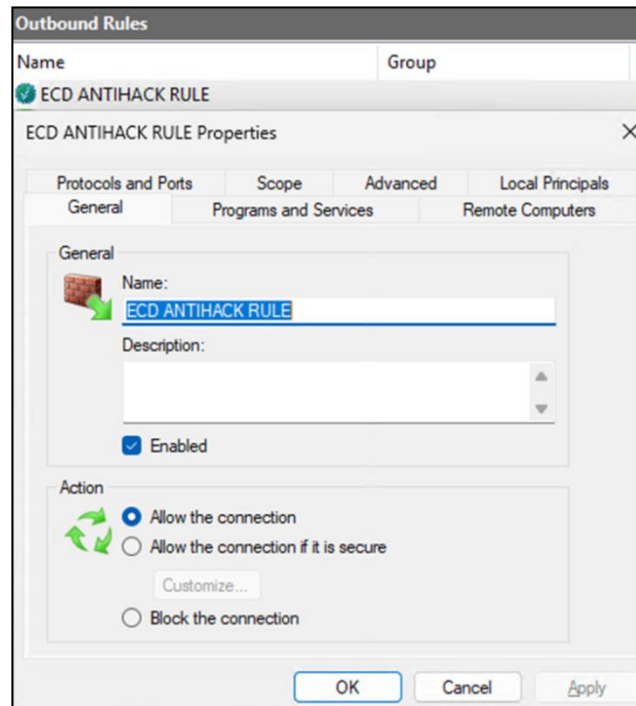 Outbound Rules
Name Group
ECD ANTIHACK RULE
ECD ANTIHACK RULE Properties
Protocols and Ports Scope Advanced Local Principals
General Programs and Services Remote Computers
General
Name:
ECD ANTIHACK RULE
Description:
Enabled
Action
Allow the connection
Allow the connection if it is secure
Customize...
Block the connection
OK Cancel Apply